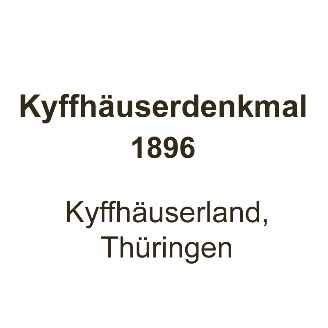 Kyffhäuserdenkmal
1896
Kyffhäuserland,
Thüringen